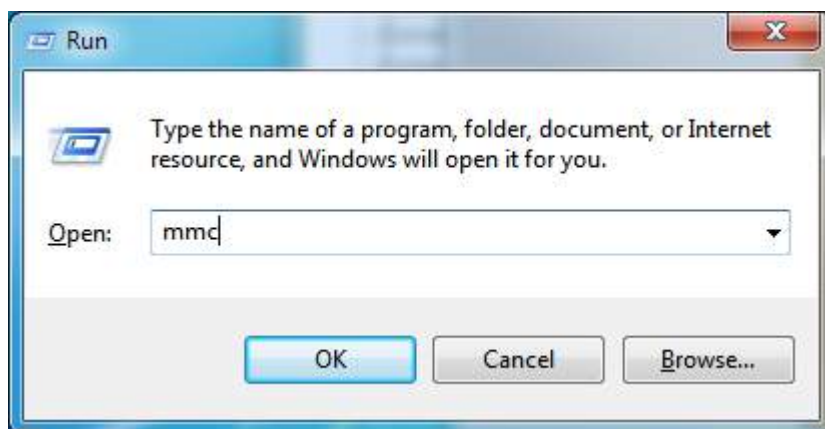 Run
Type the name of a program, folder, document, or Internet
resource, and Windows will open it for you.
Open: mmc
OK Cancel Browse...